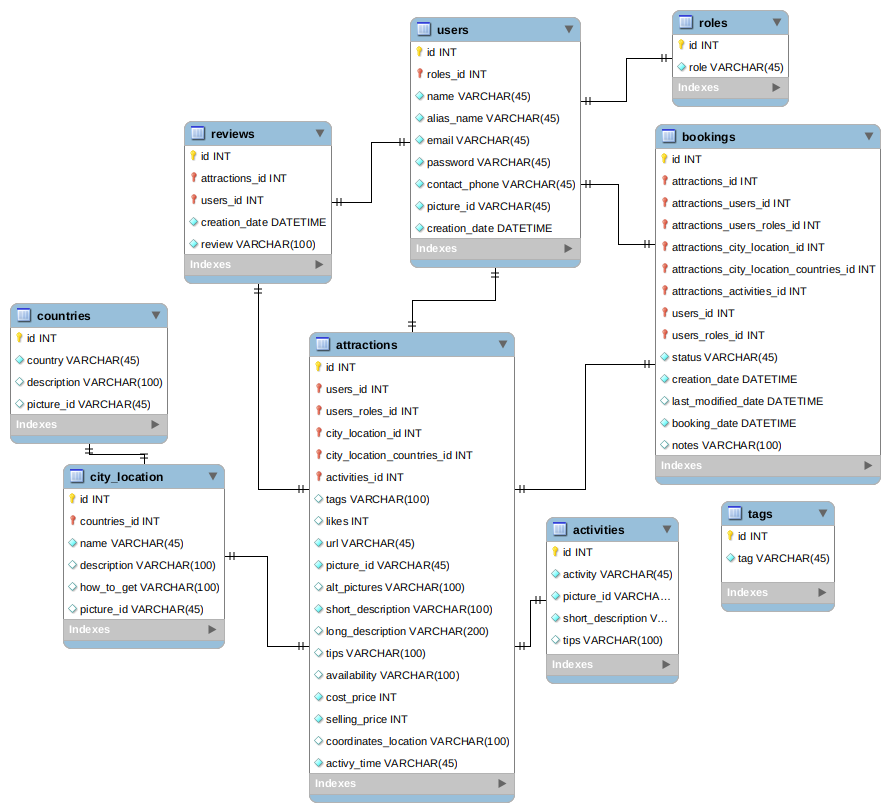 users
id INT
roles_id INT
name VARCHAR(45)
alias_name VARCHAR(45)
email VARCHAR(45)
password VARCHAR(45)
contact_phone VARCHAR(45)
picture_id VARCHAR(45)
creation_date DATETIME
Indexes
roles
id INT
role VARCHAR(45)
Indexes
reviews
id INT
attractions_id INT
users_id INT
creation_date DATETIME
review VARCHAR(100)
Indexes
bookings
id INT
attractions_id INT
attractions_users_id INT
attractions_users_roles_id INT
attractions_city_location_id INT
attractions_city_location_countries_id INT
attractions_activities_id INT
users_id INT
users_roles_id INT
status VARCHAR(45)
creation_date DATETIME
last_modified_date DATETIME
booking_date DATETIME
notes VARCHAR(100)
Indexes
countries
id INT
country VARCHAR(45)
description VARCHAR(100)
picture_id VARCHAR(45)
Indexes
attractions
id INT
users_id INT
users_roles_id INT
city_location_id INT
city_location_countries_id INT
activities_id INT
tags VARCHAR(100)
likes INT
url VARCHAR(45)
picture_id VARCHAR(45)
alt_pictures VARCHAR(100)
short_description VARCHAR(100)
long_description VARCHAR(200)
tips VARCHAR(100)
availability VARCHAR(100)
cost_price INT
selling_price INT
coordinates_location VARCHAR(100)
activy_time VARCHAR(45)
Indexes
city_location
id INT
countries_id INT
name VARCHAR(45)
description VARCHAR(100)
how_to_get VARCHAR(100)
picture_id VARCHAR(45)
Indexes
activities
id INT
activity VARCHAR(45)
picture_id VARCHA...
short_description V...
tips VARCHAR(100)
Indexes
tags
id INT
tag VARCHAR(45)
Indexes